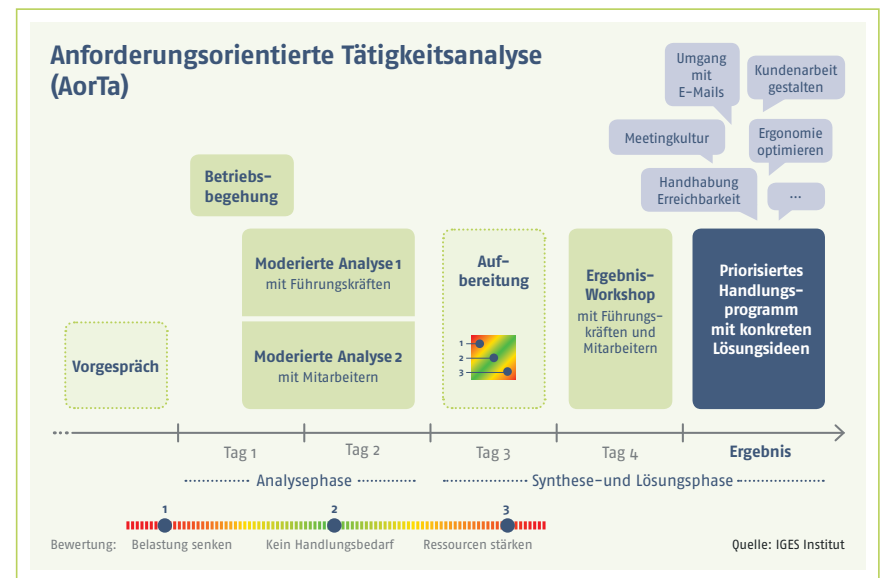 Anforderungsorientierte Tätigkeitsanalyse
(AorTa)
Umgang
mit
E-Mails
Kundenarbeit
gestalten
Meetingkultur
Ergonomie
optimieren
Handhabung
Erreichbarkeit
...
Betriebs-
begehung
Vorgespräch
Moderierte Analyse 1
mit Führungskräften
Moderierte Analyse 2
mit Mitarbeitern
Auf-
bereitung
1
2
3
Ergebnis-
Workshop
mit Führungs-
kräften und
Mitarbeitern
Priorisiertes
Handlungs-
programm
mit konkreten
Lösungsideen
Tag 1
Tag 2
Tag 3
Tag 4
Ergebnis
Analysephase
Synthese-und Lösungsphase
1
2
3
Bewertung:
Belastung senken
Kein Handlungsbedarf
Ressourcen stärken
Quelle: IGES Institut